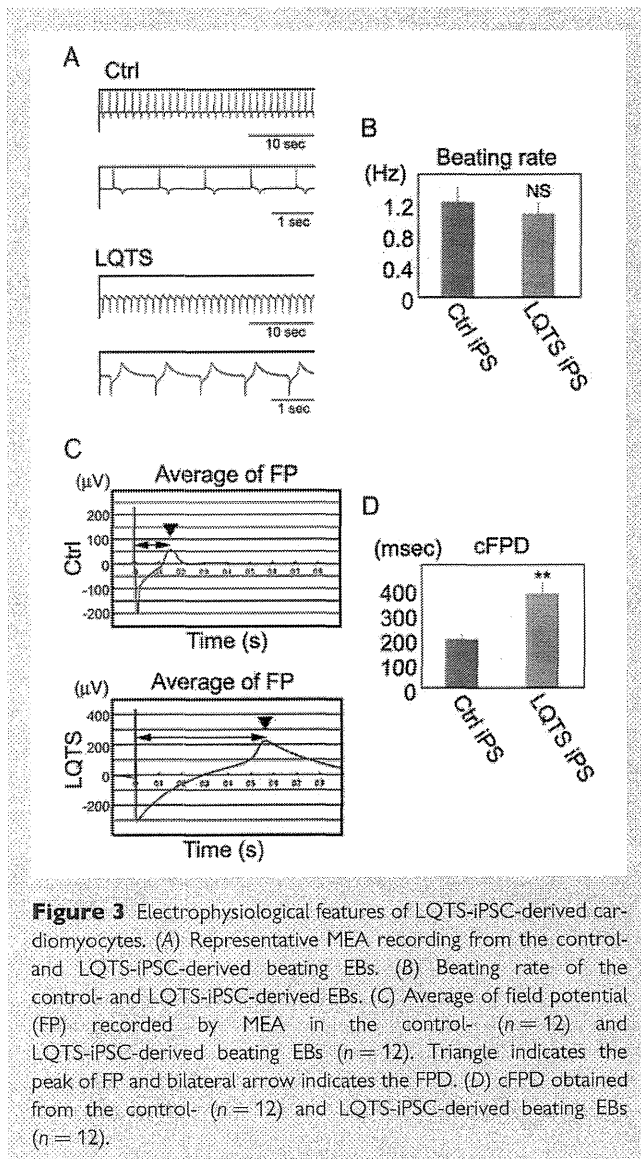 A
Ctrl
10 sec
1 sec
LQTS
10 sec
1 sec
B
Beating rate
(Hz)
NS
1.2
0.8
0.4
0
Ctrl iPS
LQTS iPS
C
Average of FP
(μV)
200
100
0
-100
-200
Ctrl
Time (s)
Average of FP
(μV)
400
200
0
-200
LQTS
Time (s)
D
(msec) cFPD
**
400
300
200
100
0
Ctrl iPS
LQTS iPS
Figure 3 Electrophysiological features of LQTS-iPSC-derived car-
diomyocytes. (A) Representative MEA recording from the control-
and LQTS-iPSC-derived beating EBs. (B) Beating rate of the
control- and LQTS-iPSC-derived EBs. (C) Average of field potential
(FP) recorded by MEA in the control- (n = 12) and
LQTS-iPSC-derived beating EBs (n = 12). Triangle indicates the
peak of FP and bilateral arrow indicates the FPD. (D) cFPD obtained
from the control- (n = 12) and LQTS-iPSC-derived beating EBs
(n = 12).